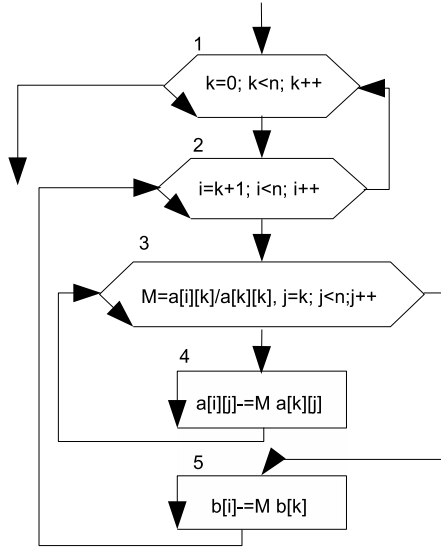 1
k=0; k<n; k++
2
i=k+1; i<n; i++
3
M=a[i][k]/a[k][k], j=k; j<n;j++
4
a[i][j]-=M a[k][j]
5
b[i]-=M b[k]